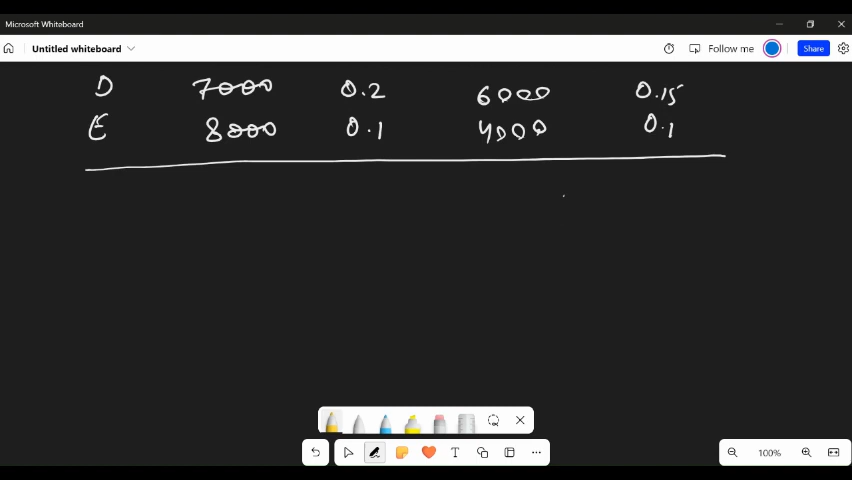 Microsoft Whiteboard
Untitled whiteboard
Follow me
Share
D 7000 0.2 6000 0.15
E 8000 0.1 4000 0.1
T
100%